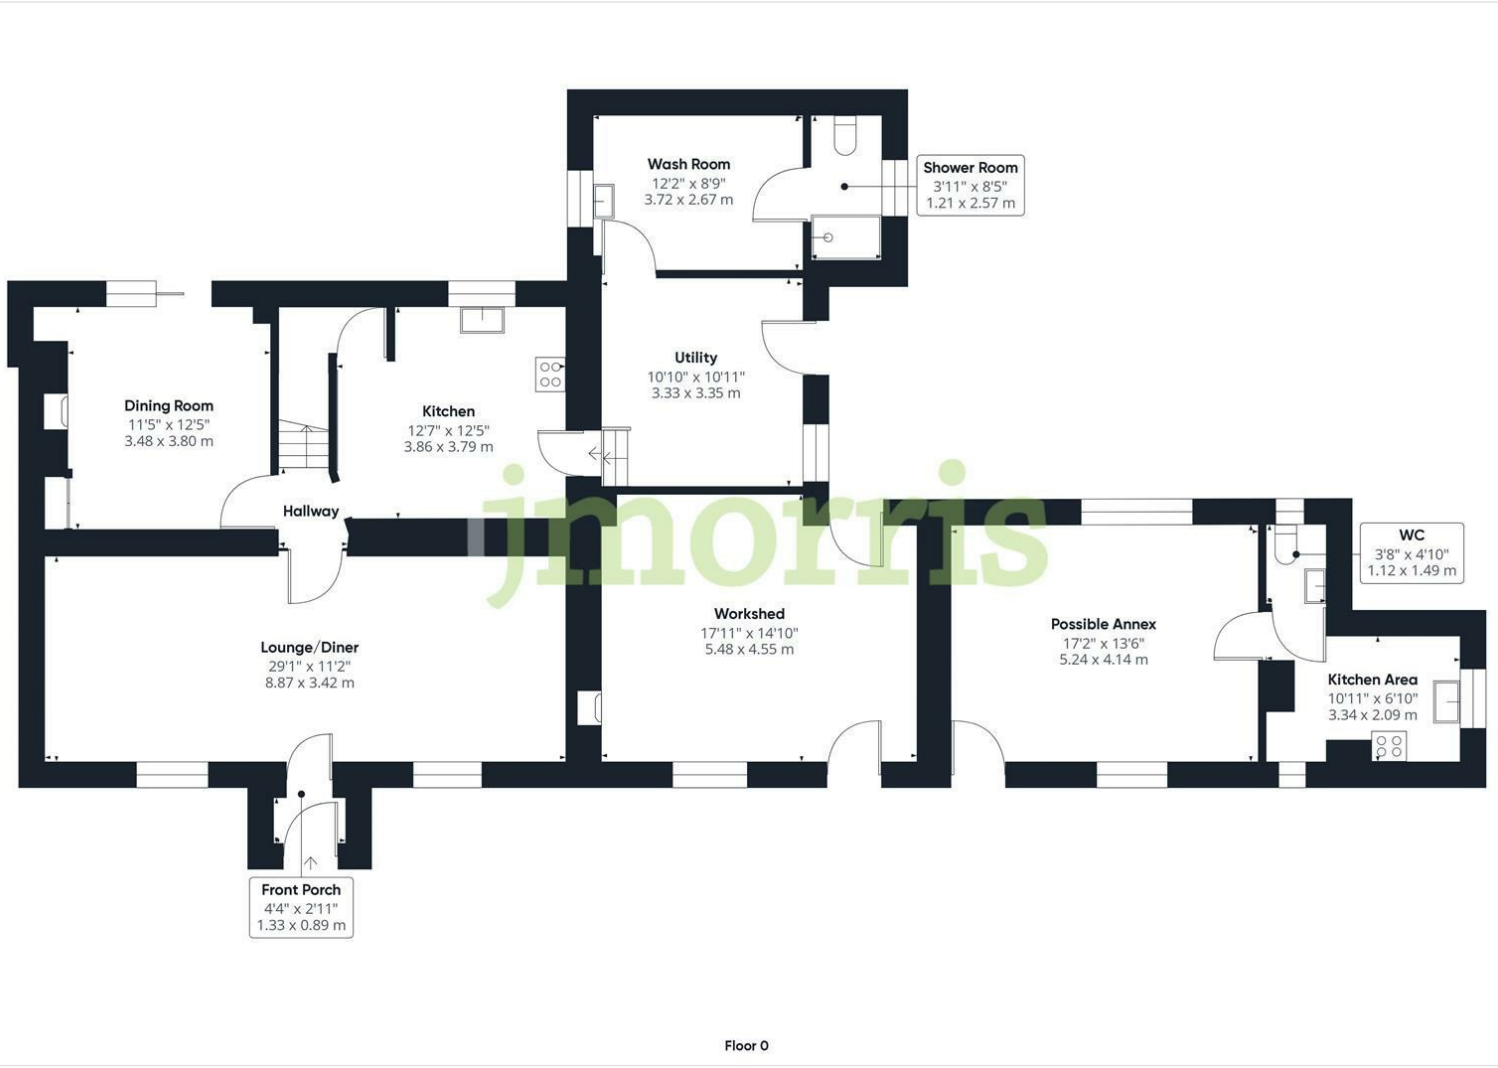 Wash Room
12'2" x 8'9"
3.72 x 2.67 m
Shower Room
3'11" x 8'5"
1.21 x 2.57 m
Utility
10'10" x 10'11"
3.33 x 3.35 m
Dining Room
11'5" x 12'5"
3.48 x 3.80 m
Kitchen
12'7" x 12'5"
3.86 x 3.79 m
Hallway
jmorris
WC
3'8" x 4'10"
1.12 x 1.49 m
Workshed
17'11" x 14'10"
5.48 x 4.55 m
Possible Annex
17'2" x 13'6"
5.24 x 4.14 m
Lounge/Diner
29'1" x 11'2"
8.87 x 3.42 m
Kitchen Area
10'11" x 6'10"
3.34 x 2.09 m
Front Porch
4'4" x 2'11"
1.33 x 0.89 m
Floor 0